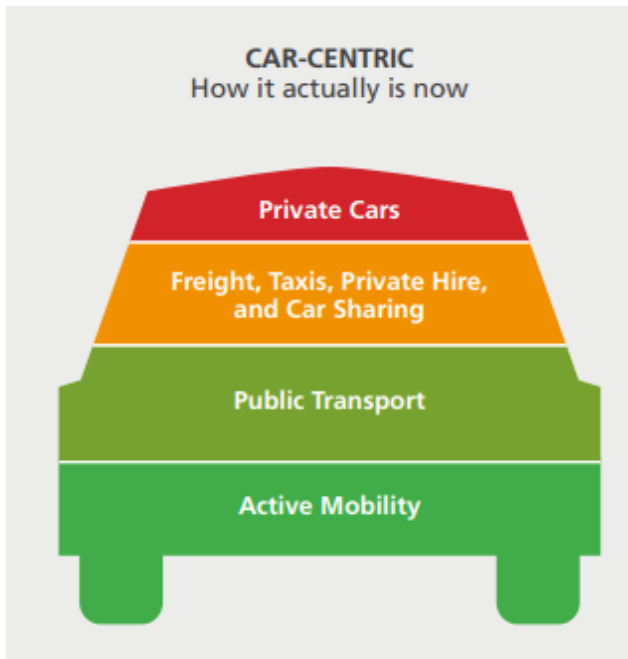 CAR-CENTRIC
How it actually is now
Private Cars
Freight, Taxis, Private Hire,
and Car Sharing
Public Transport
Active Mobility